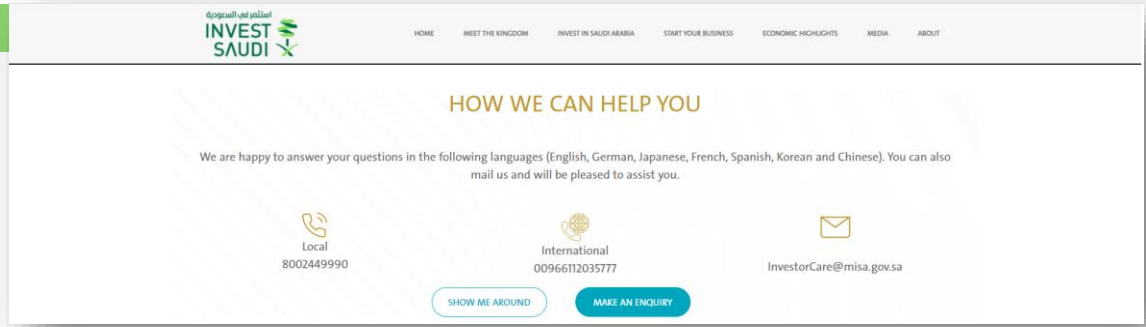 استثمر في السعودية
INVEST
SAUDI
HOME MEET THE KINGDOM INVEST IN SAUDI ARABIA START YOUR BUSINESS ECONOMIC HIGHLIGHTS MEDIA ABOUT
HOW WE CAN HELP YOU
We are happy to answer your questions in the following languages (English, German, Japanese, French, Spanish, Korean and Chinese). You can also
mail us and will be pleased to assist you.
Local
8002449990
International
00966112035777
InvestorCare@misa.gov.sa
SHOW ME AROUND
MAKE AN ENQUIRY